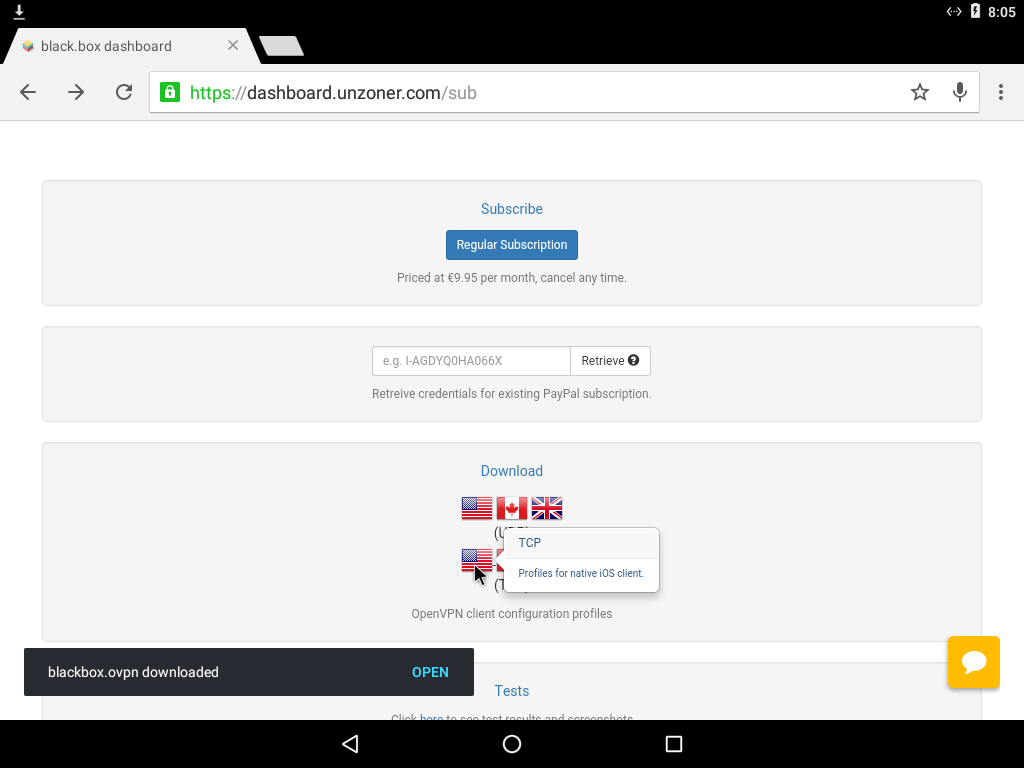 8:05
black.box dashboard
https://dashboard.unzoner.com/sub
Subscribe
Regular Subscription
Priced at €9.95 per month, cancel any time.
e.g. I-AGDYQ0HA066X
Retrieve
Retreive credentials for existing PayPal subscription.
Download
TCP
Profiles for native iOS client.
OpenVPN client configuration profiles
blackbox.ovpn downloaded
OPEN
Tests
Click here to see test results and screenshots